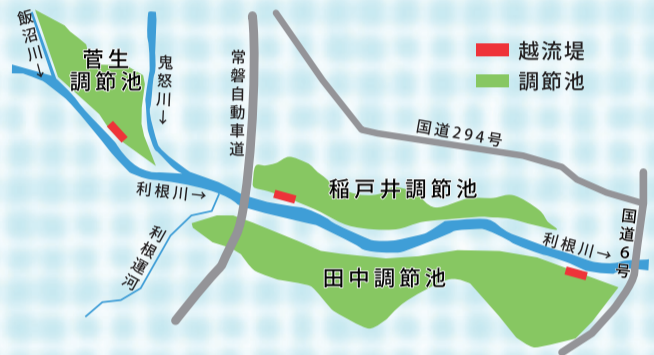 飯沼川→
菅生
調節池
鬼怒川→
常磐自動車道
越流堤
調節池
国道294号
利根川→
稲戸井調節池
利根運河
田中調節池
利根川→
国道6号